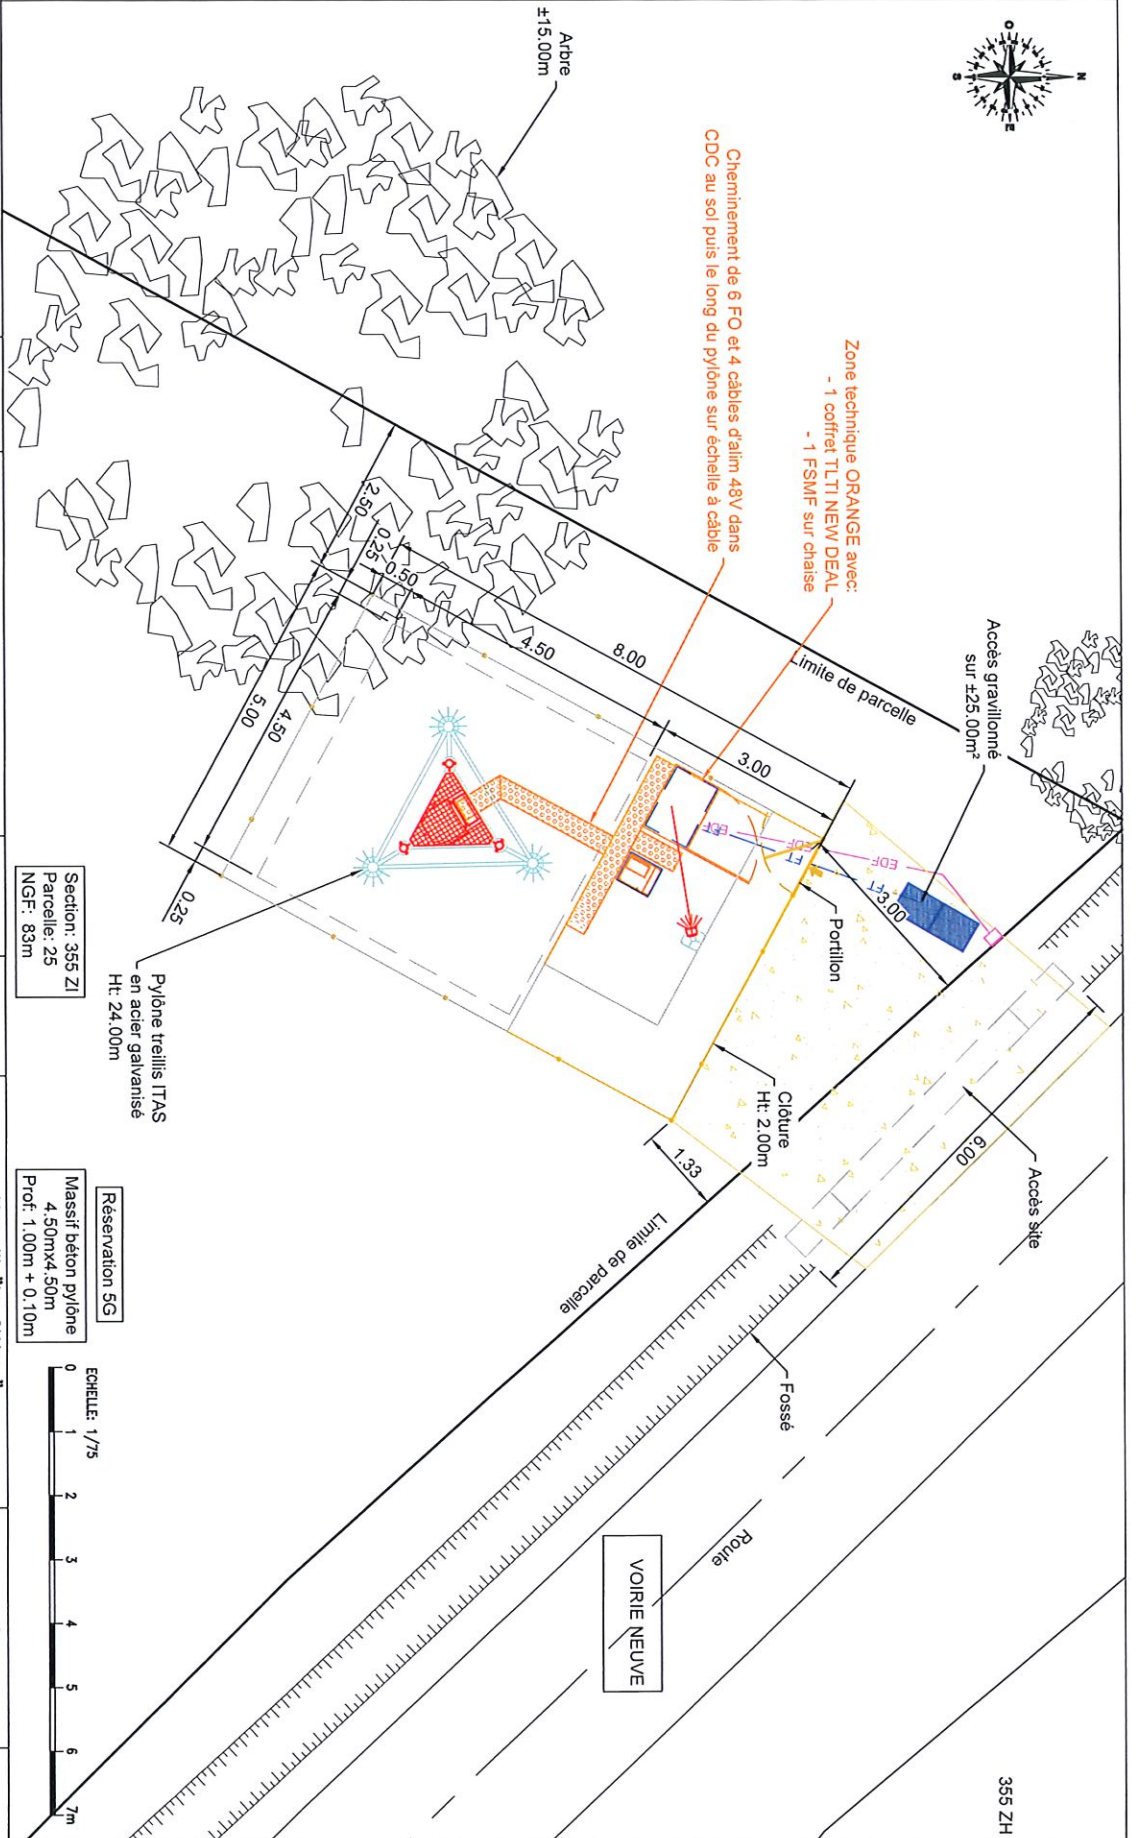 N
O
E
S
Arbre
±15.00m
Cheminement de 6 FO et 4 câbles d'alim 48V dans
CDC au sol puis le long du pylône sur échelle à câble
Zone technique ORANGE avec:
- 1 coffret TLTI NEW DEAL
- 1 FSMF sur chaise
Accès gravillonné
sur ±25.00m²
Limite de parcelle
2.50
0.25
0.50
4.50
8.00
3.00
5.00
4.50
0.25
EDF
EDF
EDF
FT
FT
3.00
Portillon
Clôture
Ht: 2.00m
1.33
6.00
Accès site
Limite de parcelle
Fossé
Route
VOIRIE NEUVE
355 ZH
Pylône treillis ITAS
en acier galvanisé
Ht: 24.00m
Section: 355 ZI
Parcelle: 25
NGF: 83m
Réservation 5G
Massif béton pylône
4.50mx4.50m
Prof: 1.00m + 0.10m
ECHELLE: 1/75
0 1 2 3 4 5 6 7m